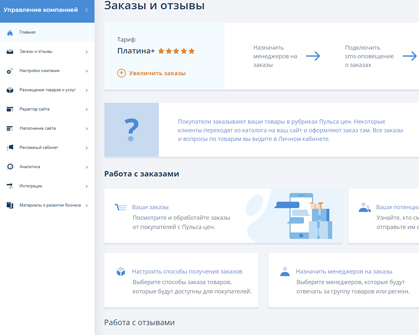 Управление компанией
Главная
Заказы и отзывы
Настройки компании
Размещение товаров и услуг
Редактор сайта
Наполнение сайта
Рекламный кабинет
Аналитика
Интеграции
Материалы о развитии бизнеса
Заказы и отзывы
Тариф:
Платина+
Увеличить заказы
Назначить
менеджеров на
заказы
Подключить
sms-оповещение
о заказах
?
Покупатели заказывают ваши товары в рубриках Пульса цен. Некоторые
клиенты переходят из каталога на ваш сайт и оформляют заказ там. Все заказы
и вопросы по товарам вы видите в Личном кабинете.
Работа с заказами
Ваши заказы
Посмотрите и обработайте заказы
от покупателей с Пульса цен.
Ваши потенциа
Узнайте, кто см
отправьте им с
Настроить способы получения заказов
Выберите способы заказа товаров,
которые будут доступны для покупателей.
Назначить менеджеров на заказы
Выберите менеджеров, которые будут
отвечать за группу товаров или регион.
Работа с отзывами